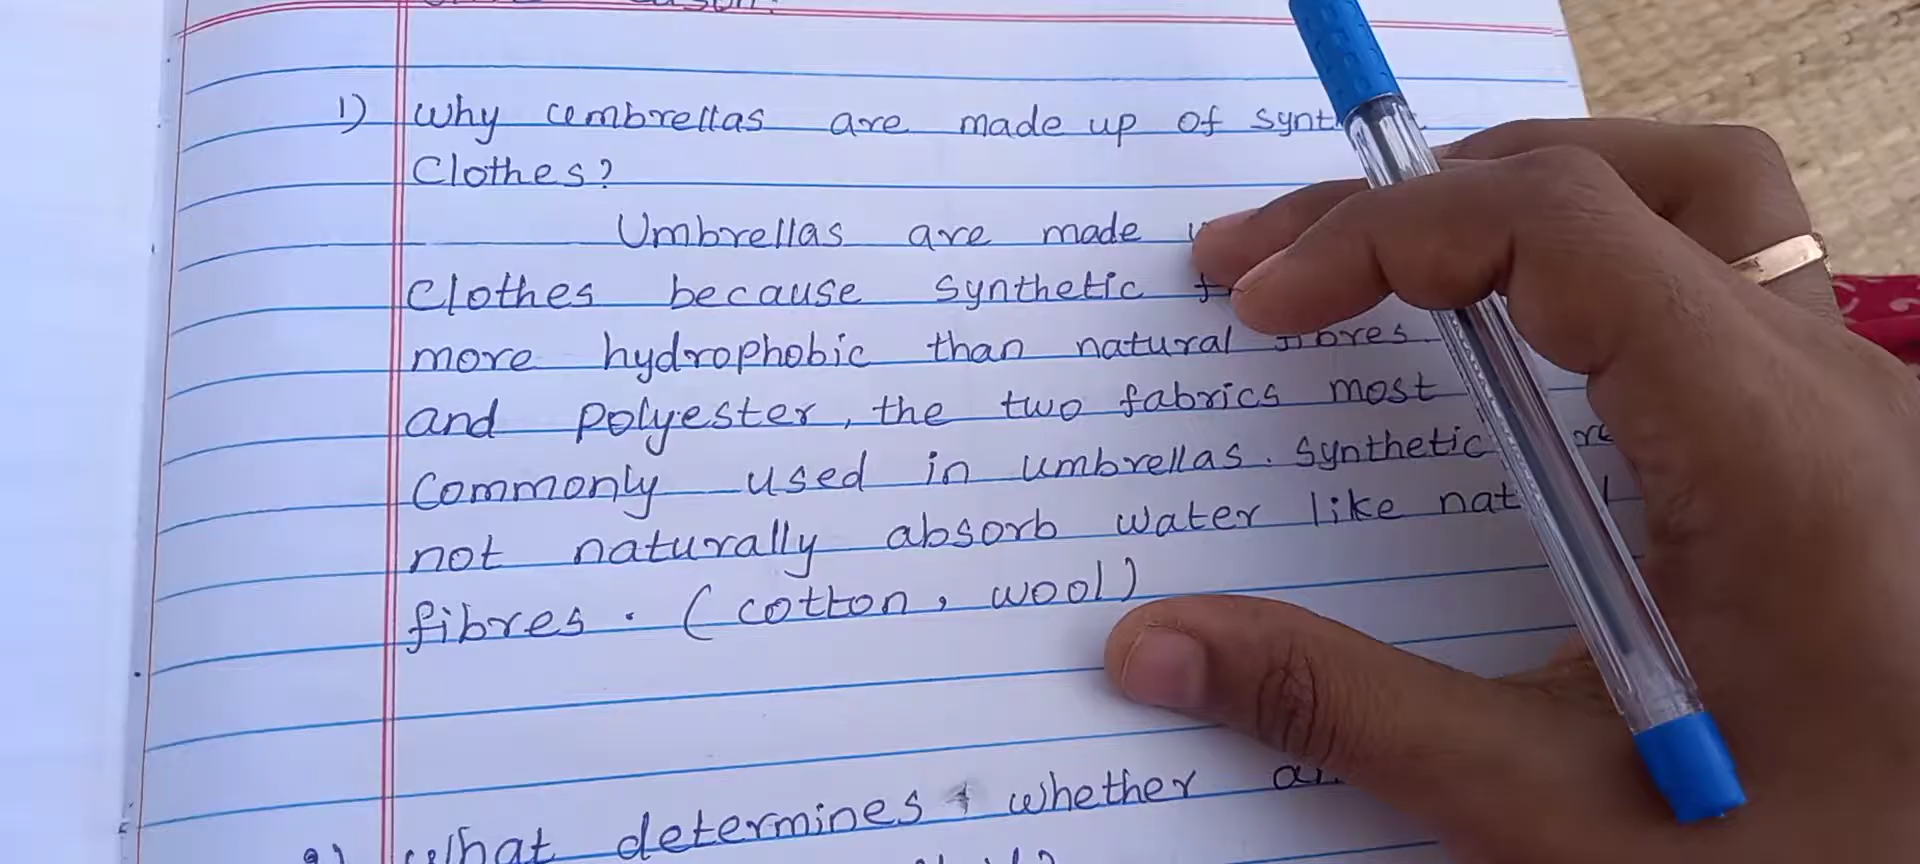 1) Why umbrellas are made up of
Clothes?
Umbrellas are made
Clothes because synthetic
more hydrophobic than natural fibres.
and polyester, the two fabrics most
commonly used in umbrellas. synthetic
not naturally absorb water like
fibres. (cotton, wool)
What determines whether